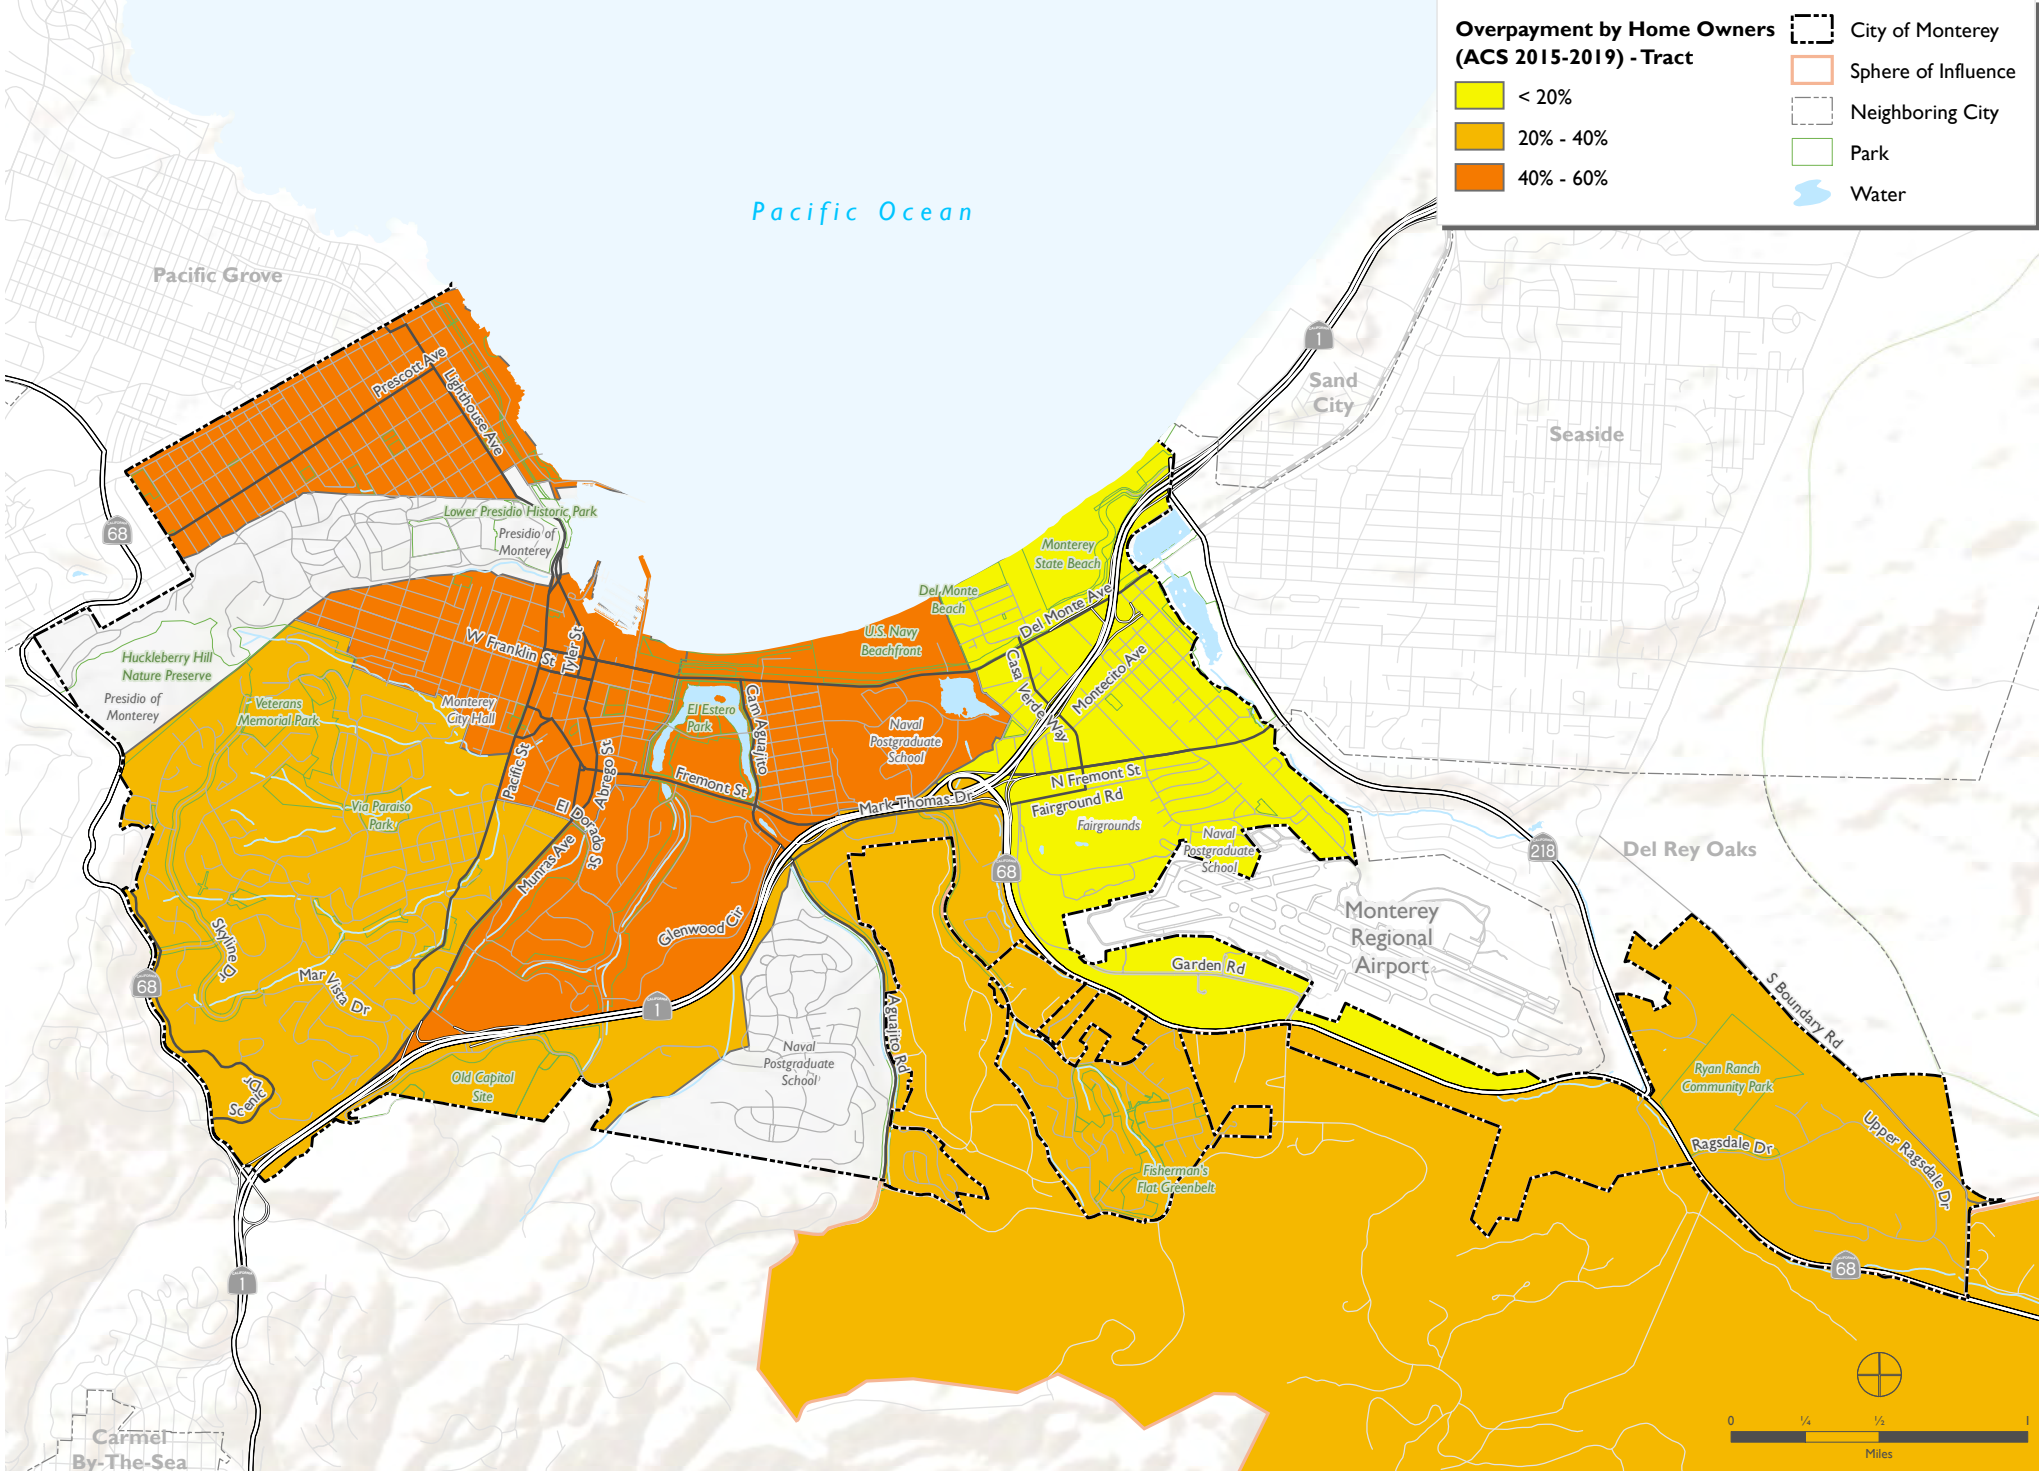 Overpayment by Home Owners
(ACS 2015-2019) - Tract
< 20%
20% - 40%
40% - 60%
City of Monterey
Sphere of Influence
Neighboring City
Park
Water
Pacific Ocean
Pacific Grove
Prescott Ave
Lighthouse Ave
1
Sand
City
Seaside
68
Lower Presidio Historic Park
Presidio of
Monterey
Monterey
State Beach
Del Monte
Beach
Del Monte Ave
U.S. Navy
Beachfront
W Franklin St
Tyler St
Huckleberry Hill
Nature Preserve
Presidio of
Monterey
Veterans
Memorial Park
Monterey
City Hall
El Estero
Park
Cam Aguajito
Naval
Postgraduate
School
Casa Verde Way
Montecito Ave
Pacific St
Abrego St
Fremont St
N Fremont St
Mark Thomas Dr
Fairground Rd
Fairgrounds
Via Paraiso
Park
El Dorado St
Munras Ave
Naval
Postgraduate
School
68
218
Del Rey Oaks
Monterey
Regional
Airport
Glenwood Cir
Skyline Dr
Mar Vista Dr
68
1
Garden Rd
Aguajito Rd
S Boundary Rd
Naval
Postgraduate
School
Old Capitol
Site
Scenic Dr
Ryan Ranch
Community Park
Ragsdale Dr
Upper Ragsdale Dr
Fisherman's
Flat Greenbelt
1
68
Carmel
By-The-Sea
0 1/4 1/2 1
Miles